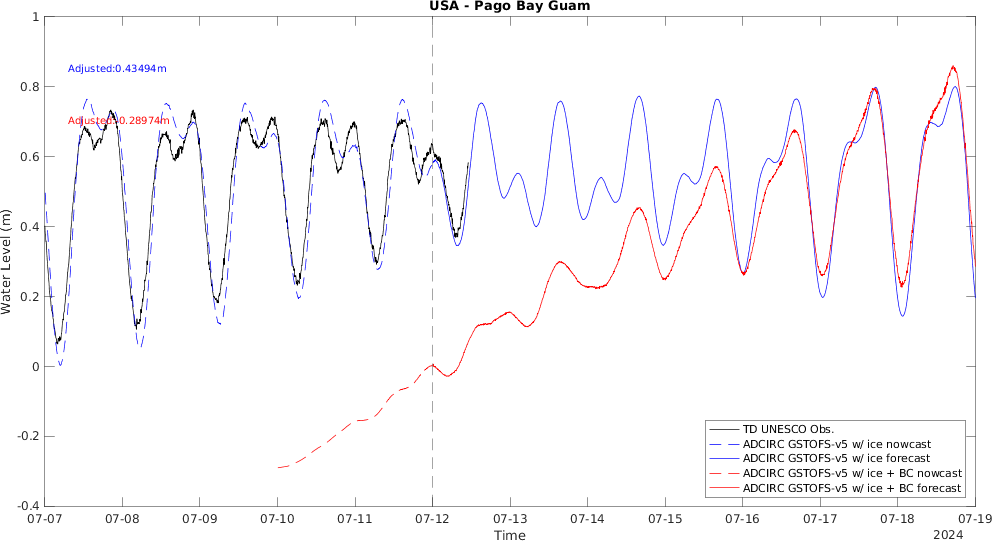 USA - Pago Bay Guam
1
0.8
0.6
0.4
0.2
0
-0.2
-0.4
Water Level (m)
Adjusted:0.43494m
Adjusted:-0.28974m
TD UNESCO Obs.
ADCIRC GSTOFS-v5 w/ ice nowcast
ADCIRC GSTOFS-v5 w/ ice forecast
ADCIRC GSTOFS-v5 w/ ice + BC nowcast
ADCIRC GSTOFS-v5 w/ ice + BC forecast
07-07 07-08 07-09 07-10 07-11 07-12 07-13 07-14 07-15 07-16 07-17 07-18 07-19
Time
2024